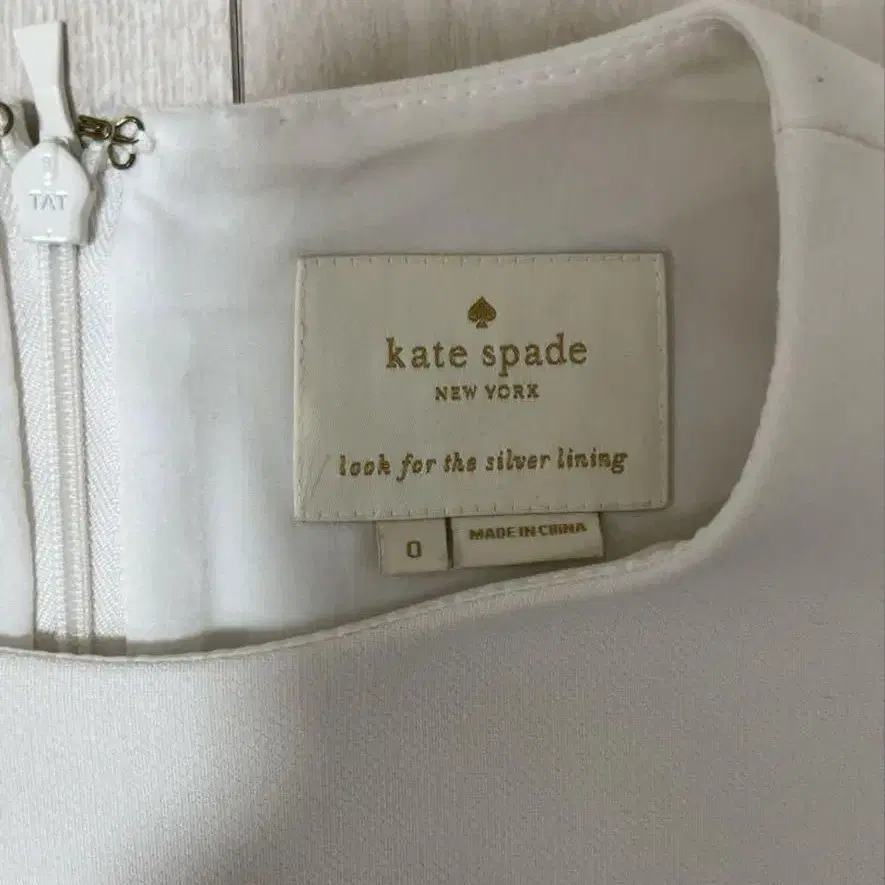 TAT
kate spade
NEW YORK
look for the silver lining
0
MADE IN CHINA